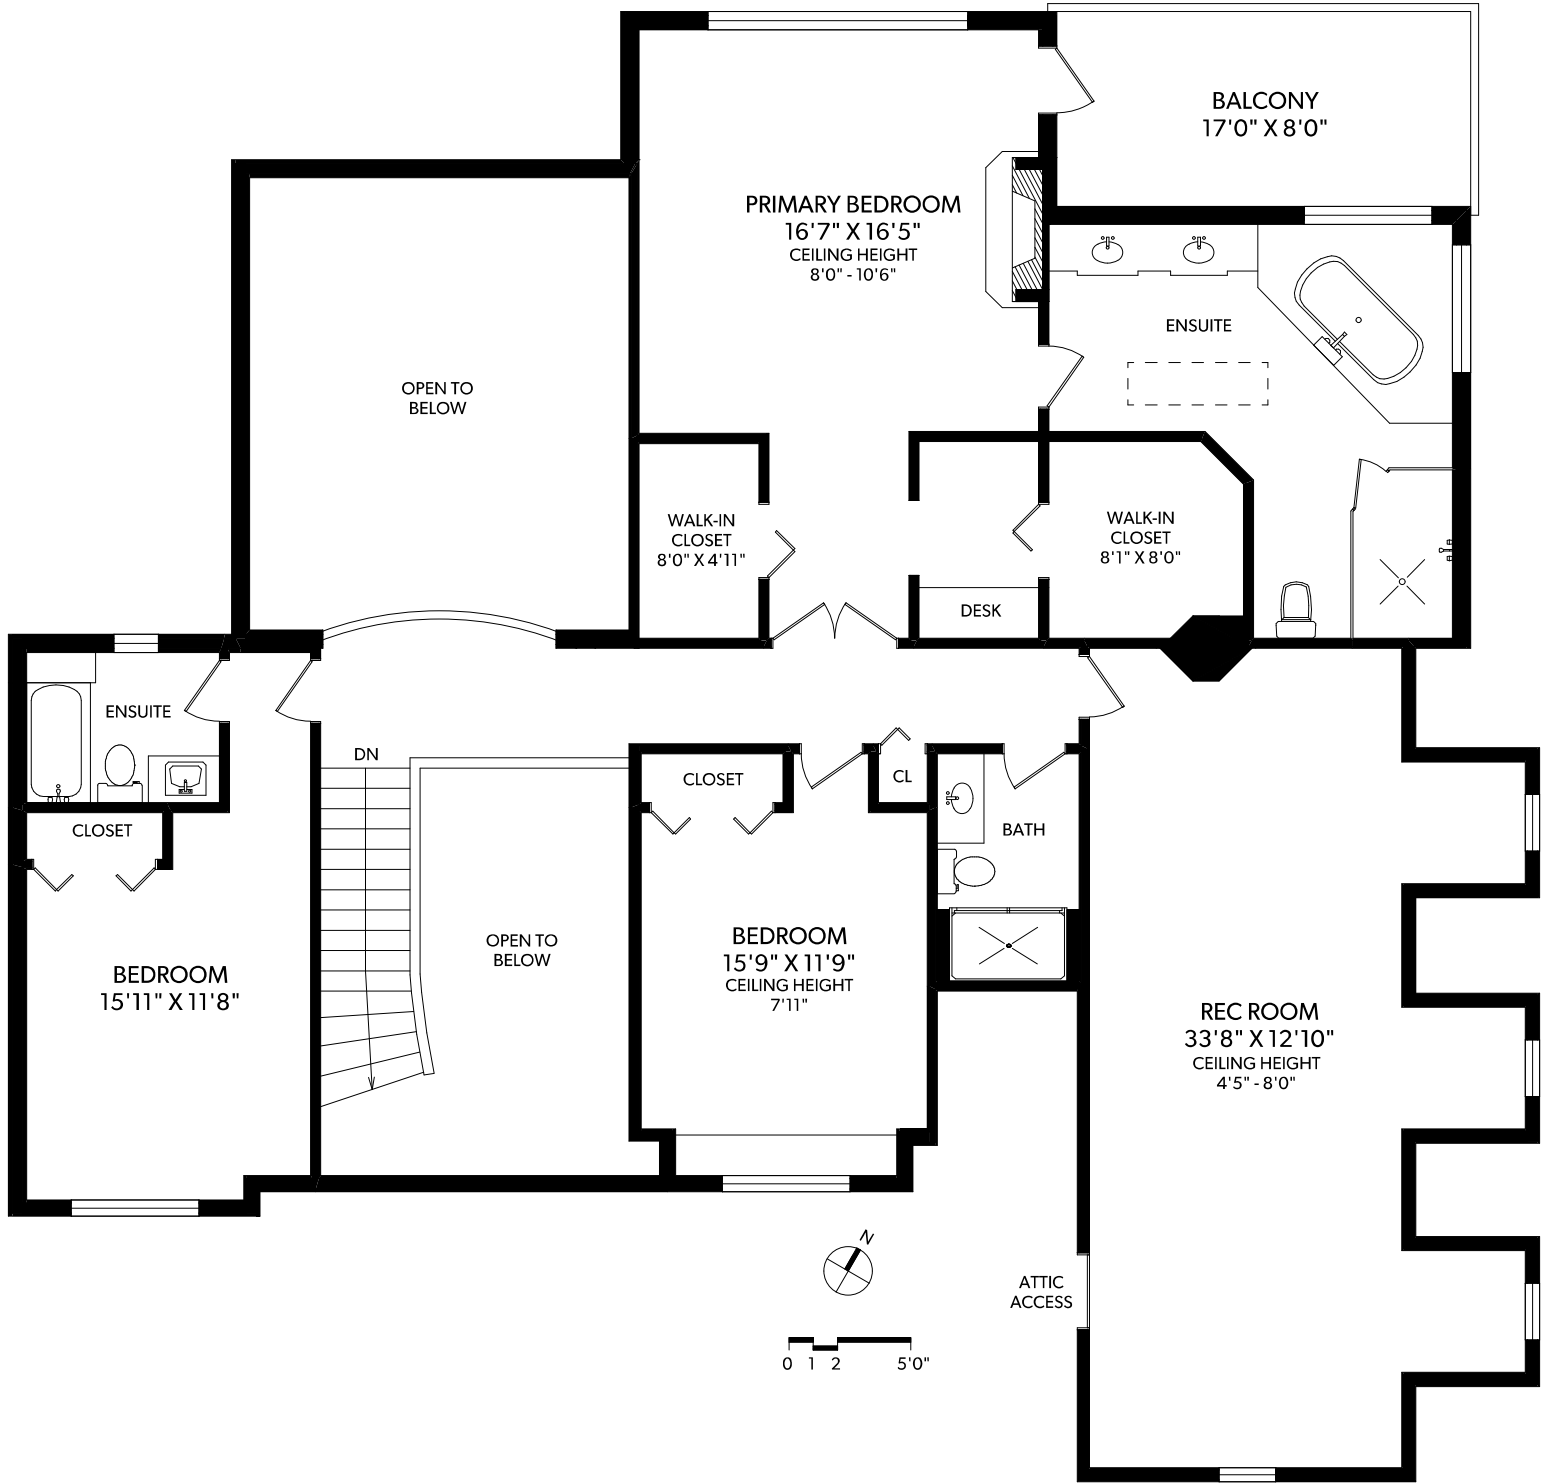 BALCONY
17'0" X 8'0"
PRIMARY BEDROOM
16'7" X 16'5"
CEILING HEIGHT
8'0" - 10'6"
ENSUITE
OPEN TO
BELOW
WALK-IN
CLOSET
8'0" X 4'11"
WALK-IN
CLOSET
8'1" X 8'0"
DESK
ENSUITE
DN
CLOSET
CL
CLOSET
BATH
BEDROOM
15'11" X 11'8"
OPEN TO
BELOW
BEDROOM
15'9" X 11'9"
CEILING HEIGHT
7'11"
REC ROOM
33'8" X 12'10"
CEILING HEIGHT
4'5" - 8'0"
N
ATTIC
ACCESS
0 1 2 5'0"